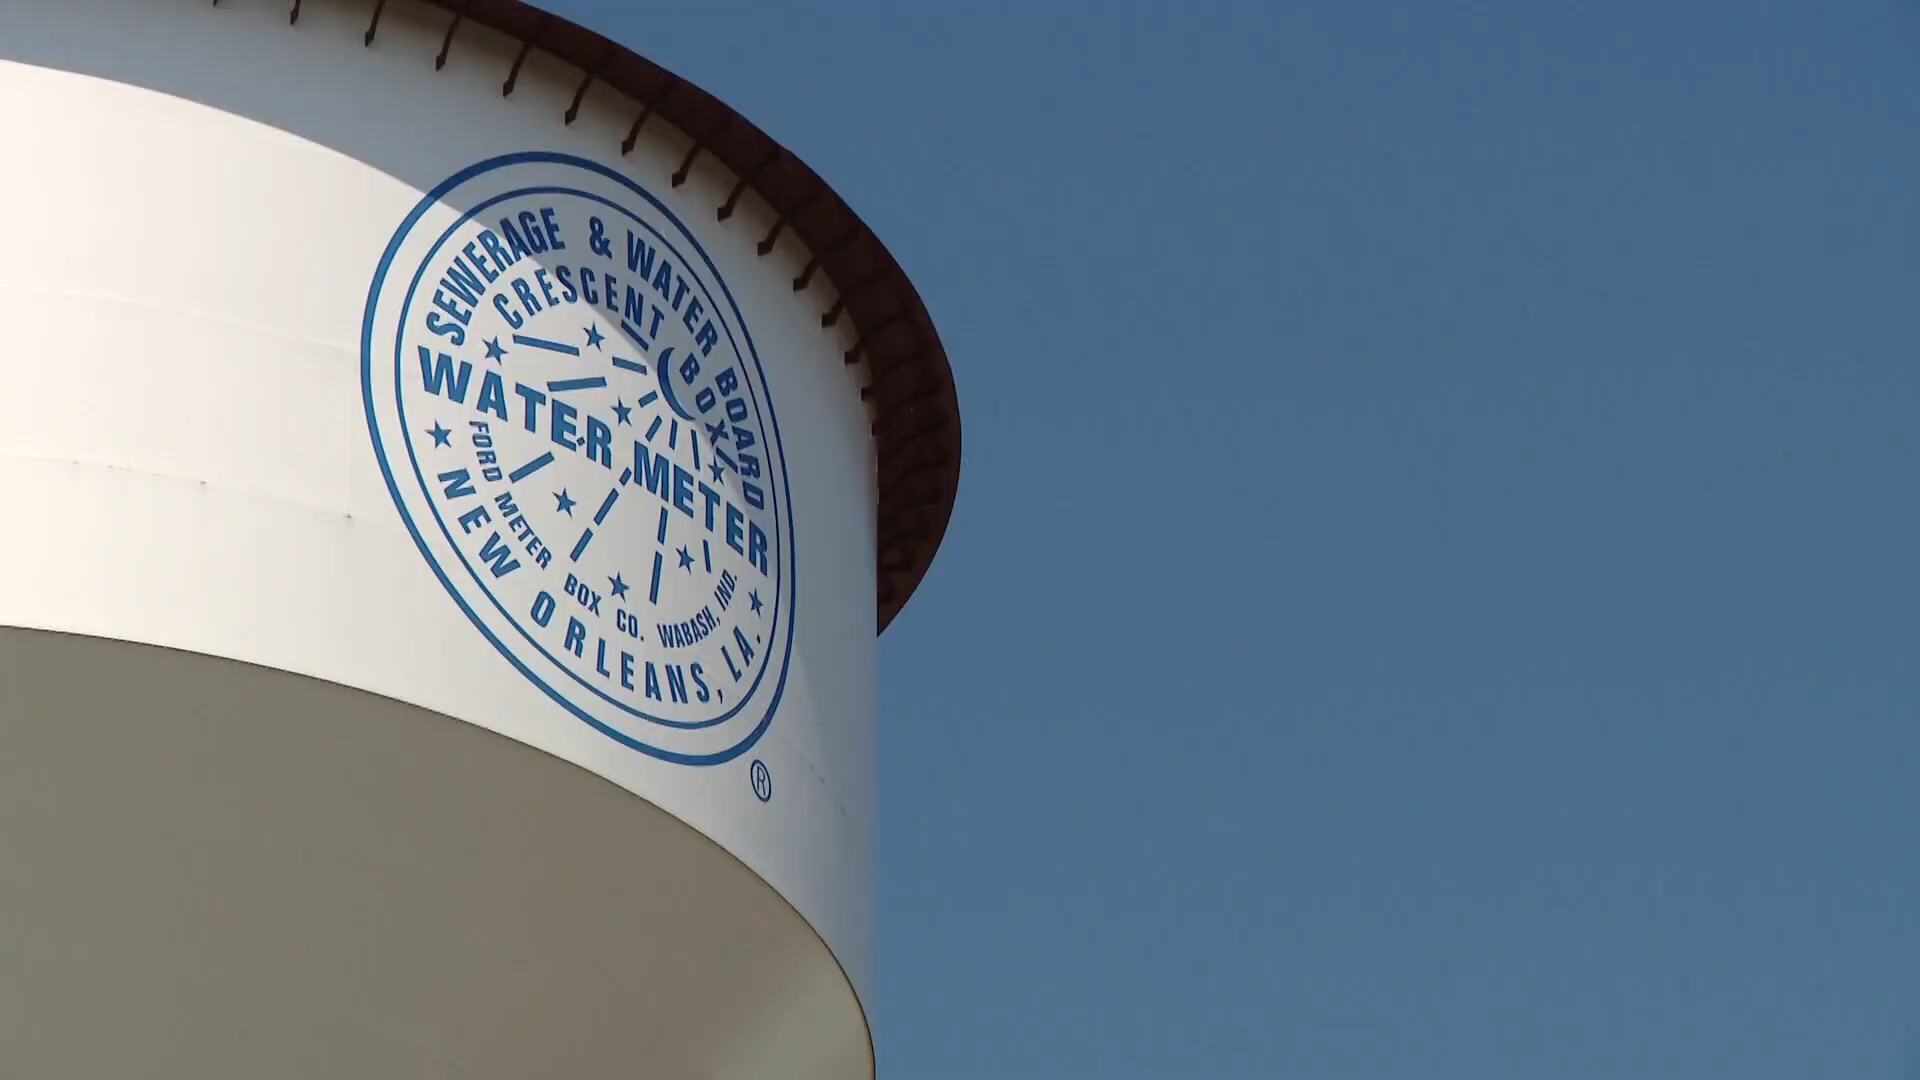 SEWERAGE & WATER BOARD
CRESCENT BOX
WATER METER
FORD METER BOX CO. WABASH, IND.
NEW ORLEANS, LA.
®